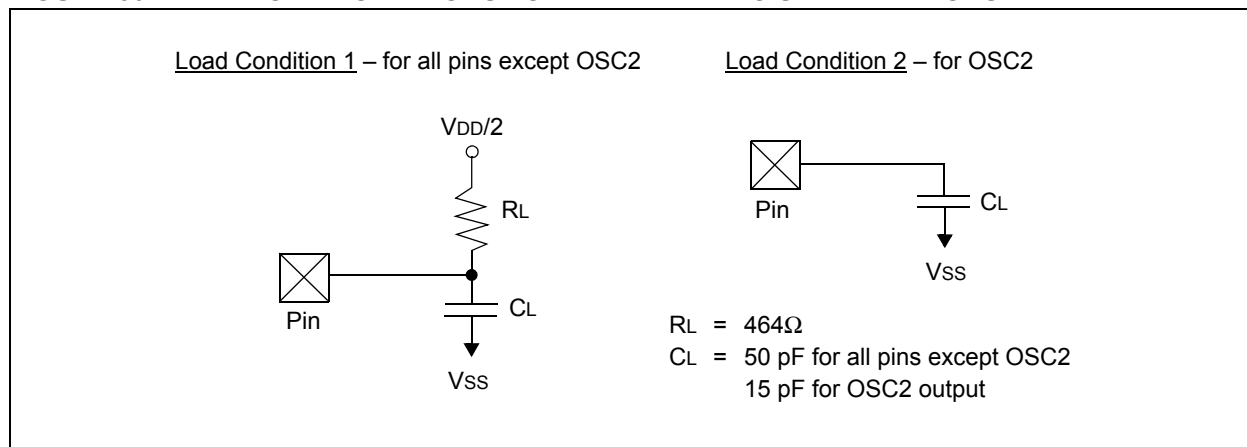 Load Condition 1 – for all pins except OSC2
Load Condition 2 – for OSC2
VDD/2
RL
Pin
CL
VSS
Pin
CL
VSS
RL = 464Ω
CL = 50 pF for all pins except OSC2
15 pF for OSC2 output